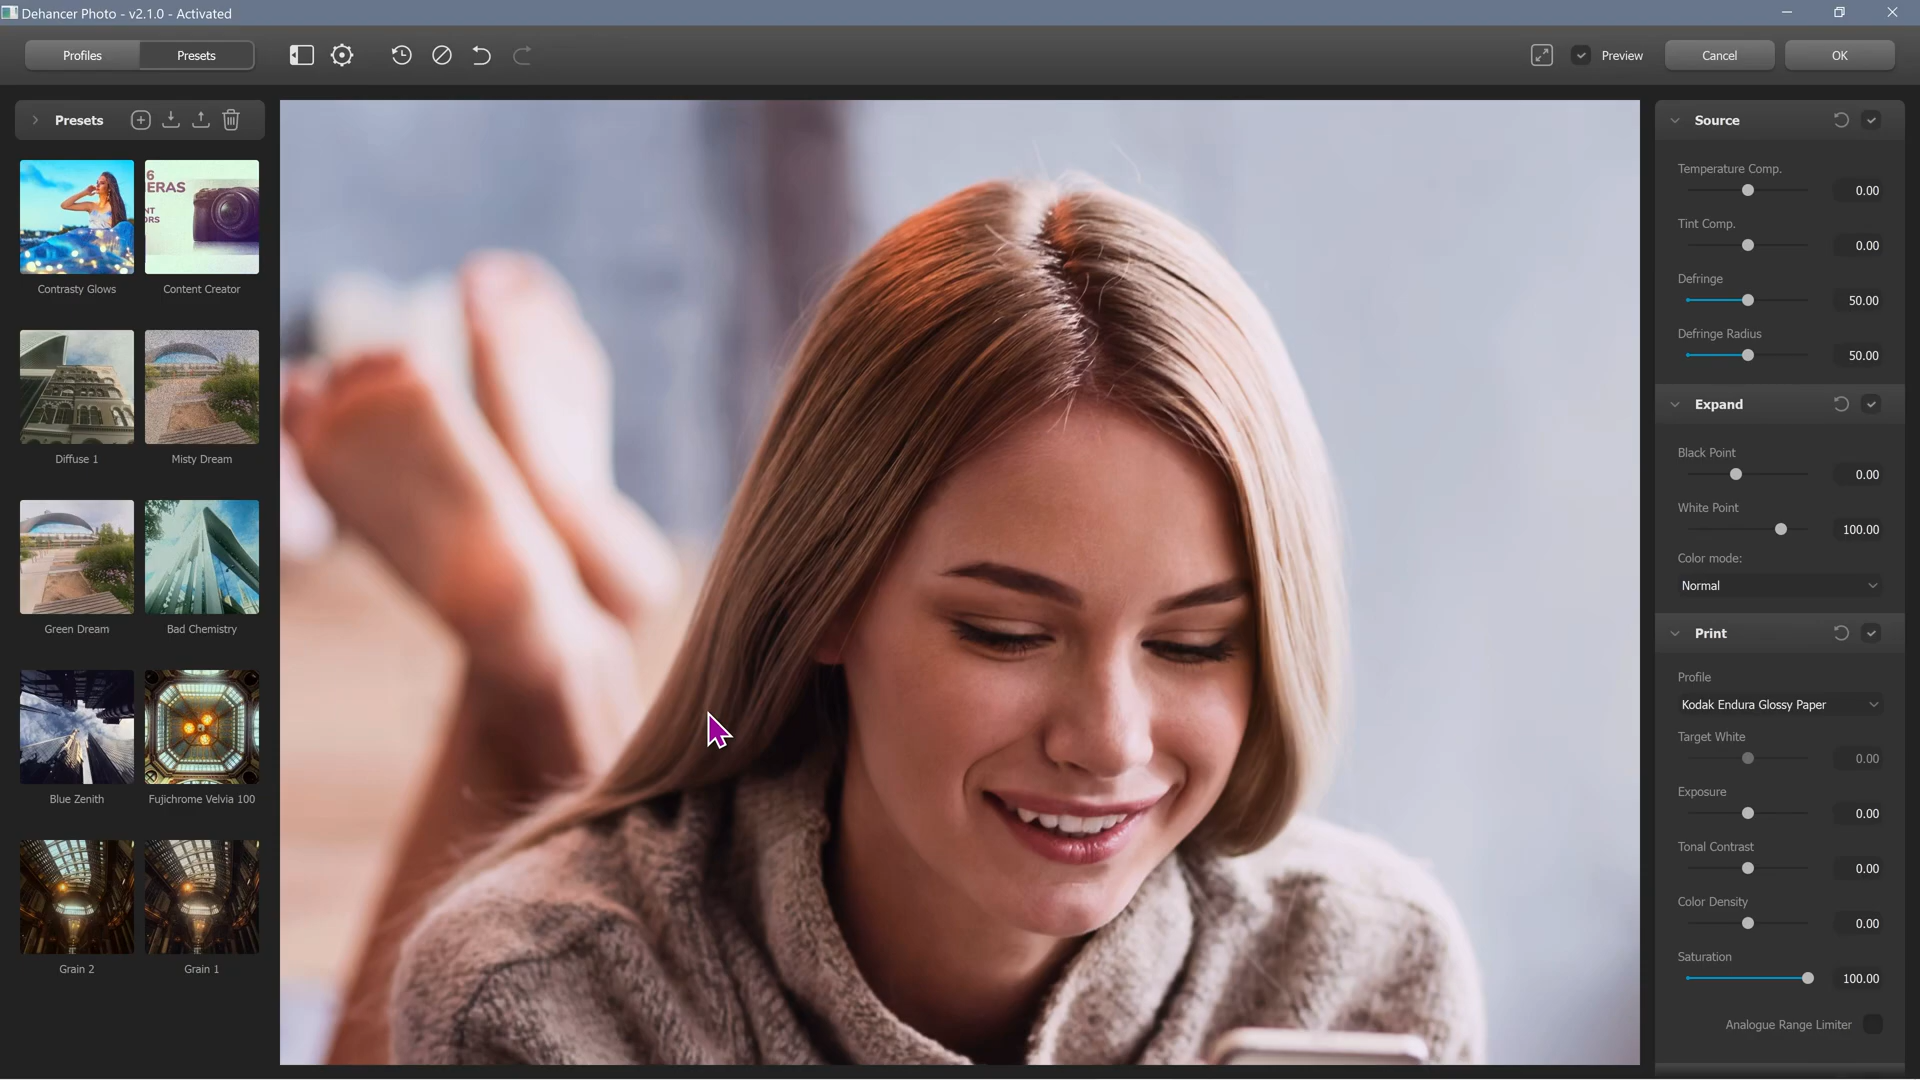 Dehancer Photo - v2.1.0 - Activated
Profiles
Presets
Preview
Cancel
OK
Presets
6
ERAS
NT
ORS
Contrasty Glows
Content Creator
Diffuse 1
Misty Dream
Green Dream
Bad Chemistry
Blue Zenith
Fujichrome Velvia 100
Grain 2
Grain 1
Source
Temperature Comp.
0.00
Tint Comp.
0.00
Defringe
50.00
Defringe Radius
50.00
Expand
Black Point
0.00
White Point
100.00
Color mode:
Normal
Print
Profile
Kodak Endura Glossy Paper
Target White
0.00
Exposure
0.00
Tonal Contrast
0.00
Color Density
0.00
Saturation
100.00
Analogue Range Limiter